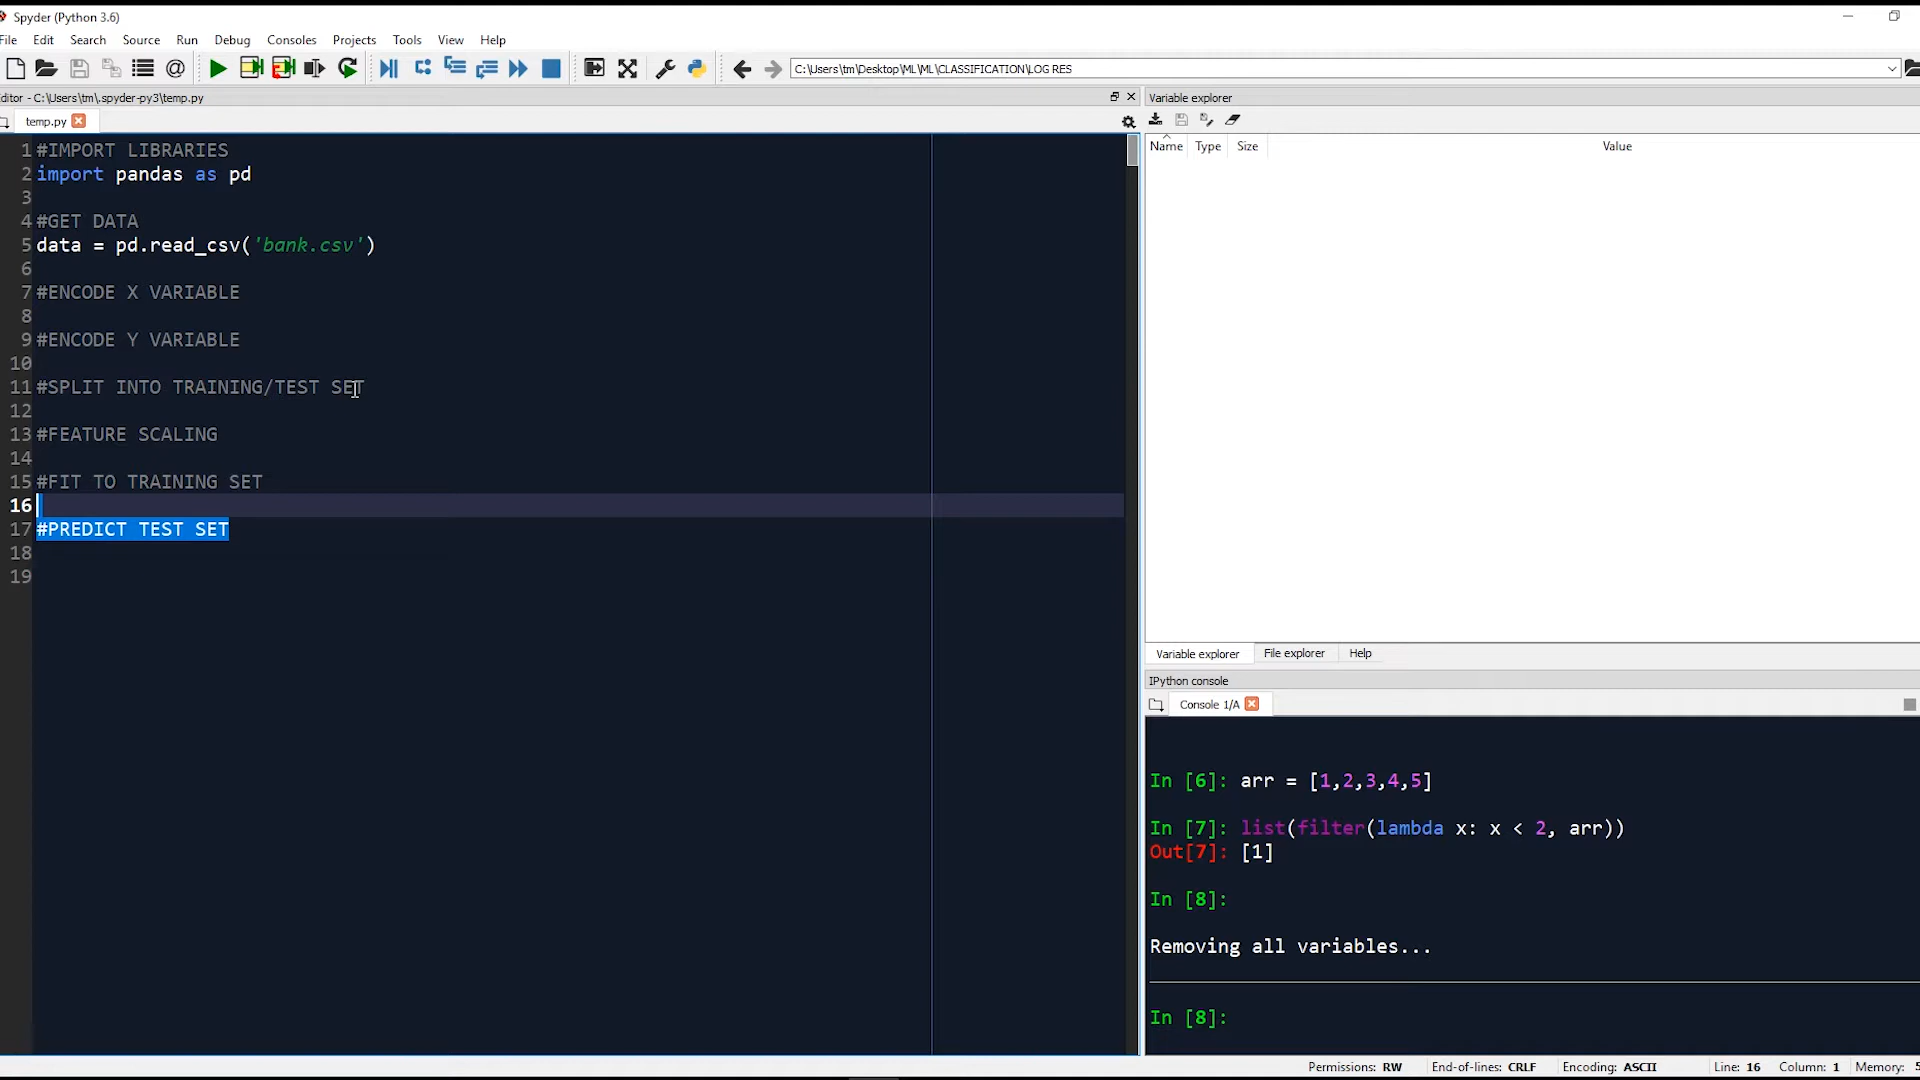 Spyder (Python 3.6)
File Edit Search Source Run Debug Consoles Projects Tools View Help
C:\Users\tm\Desktop\ML\ML\CLASSIFICATION\LOG RES
ditor - C:\Users\tm\.spyder-py3\temp.py
temp.py
1 #IMPORT LIBRARIES
2 import pandas as pd
3
4 #GET DATA
5 data = pd.read_csv('bank.csv')
6
7 #ENCODE X VARIABLE
8
9 #ENCODE Y VARIABLE
10
11 #SPLIT INTO TRAINING/TEST SET
12
13 #FEATURE SCALING
14
15 #FIT TO TRAINING SET
16
17 #PREDICT TEST SET
18
19
Variable explorer
Name Type Size Value
Variable explorer File explorer Help
IPython console
Console 1/A
In [6]: arr = [1,2,3,4,5]
In [7]: list(filter(lambda x: x < 2, arr))
Out[7]: [1]
In [8]:
Removing all variables...
In [8]:
Permissions: RW End-of-lines: CRLF Encoding: ASCII Line: 16 Column: 1 Memory: